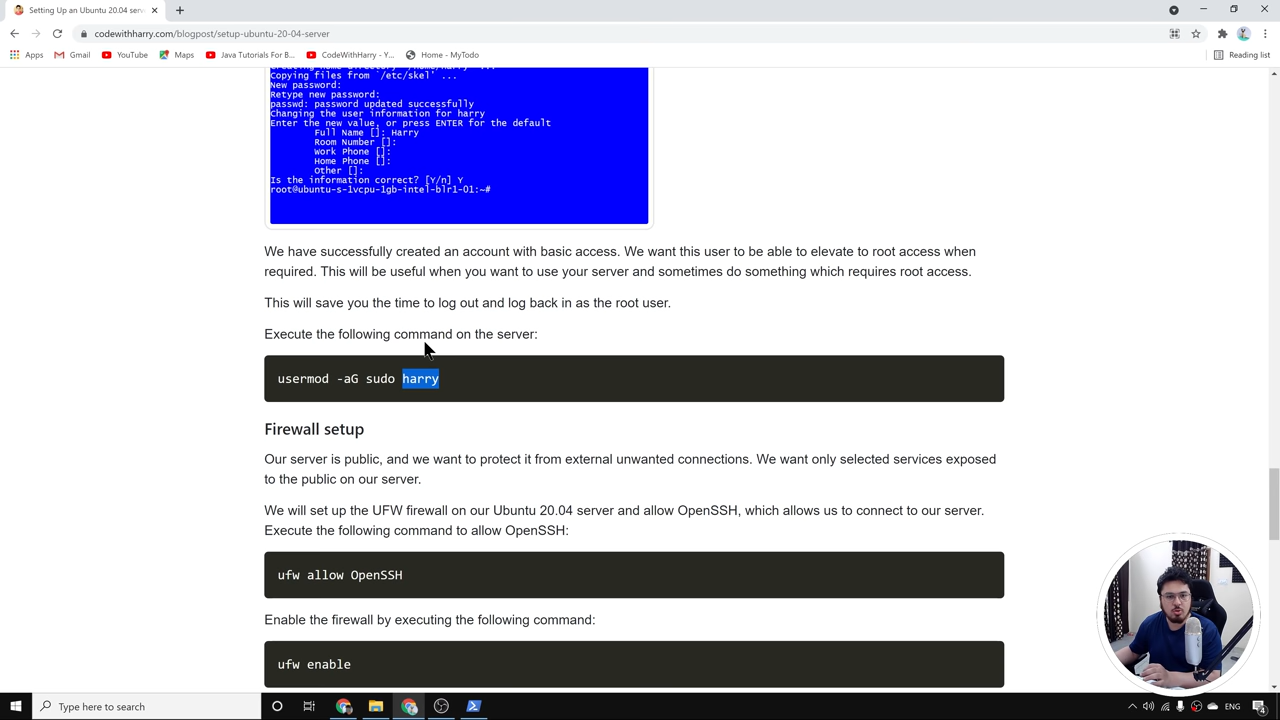 Setting Up an Ubuntu 20.04 serv
codewithharry.com/blogpost/setup-ubuntu-20-04-server
Apps
Gmail
YouTube
Maps
Java Tutorials For B...
CodeWithHarry - Y...
Home - MyTodo
Reading list
Copying files from `/etc/skel' ...
New password:
Retype new password:
passwd: password updated successfully
Changing the user information for harry
Enter the new value, or press ENTER for the default
Full Name []: Harry
Room Number []:
Work Phone []:
Home Phone []:
Other []:
Is the information correct? [Y/n] Y
root@ubuntu-s-1vcpu-1gb-intel-blr1-01:~#
We have successfully created an account with basic access. We want this user to be able to elevate to root access when
required. This will be useful when you want to use your server and sometimes do something which requires root access.
This will save you the time to log out and log back in as the root user.
Execute the following command on the server:
usermod -aG sudo harry
Firewall setup
Our server is public, and we want to protect it from external unwanted connections. We want only selected services exposed
to the public on our server.
We will set up the UFW firewall on our Ubuntu 20.04 server and allow OpenSSH, which allows us to connect to our server.
Execute the following command to allow OpenSSH:
ufw allow OpenSSH
Enable the firewall by executing the following command:
ufw enable
Type here to search
ENG
4